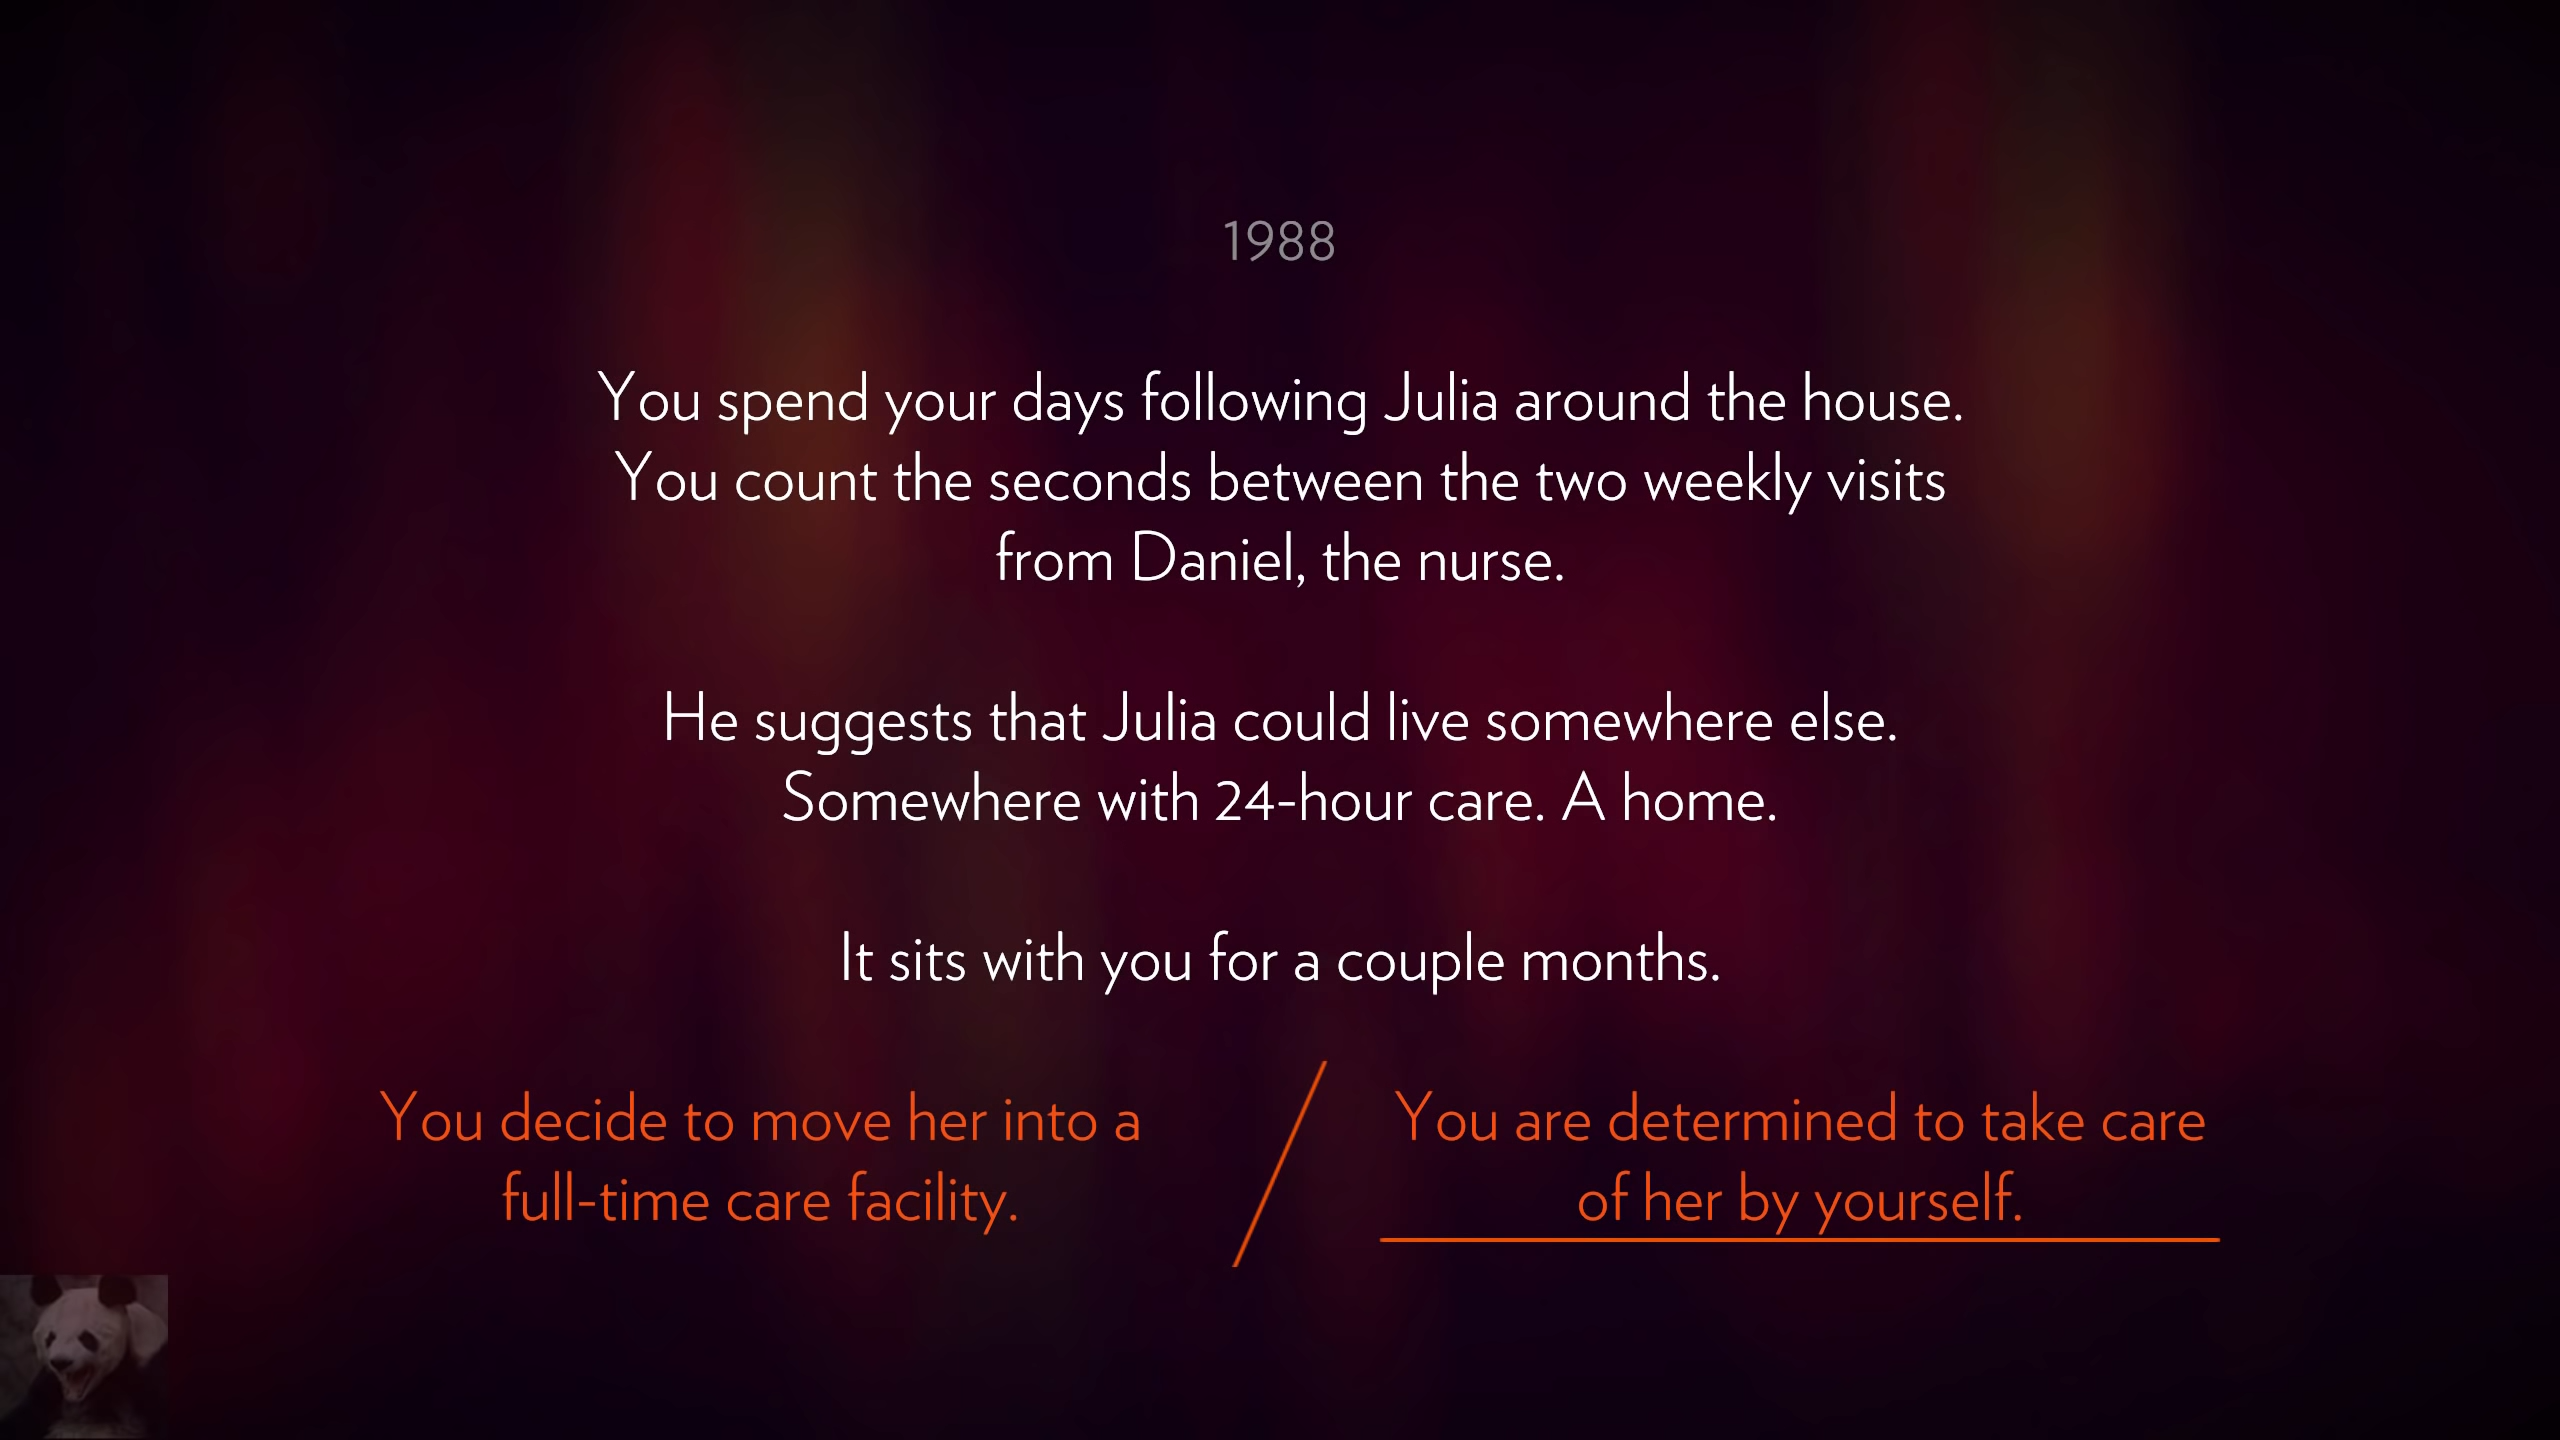 1988
You spend your days following Julia around the house.
You count the seconds between the two weekly visits
from Daniel, the nurse.
He suggests that Julia could live somewhere else.
Somewhere with 24-hour care. A home.
It sits with you for a couple months.
You decide to move her into a
full-time care facility.
/
You are determined to take care
of her by yourself.